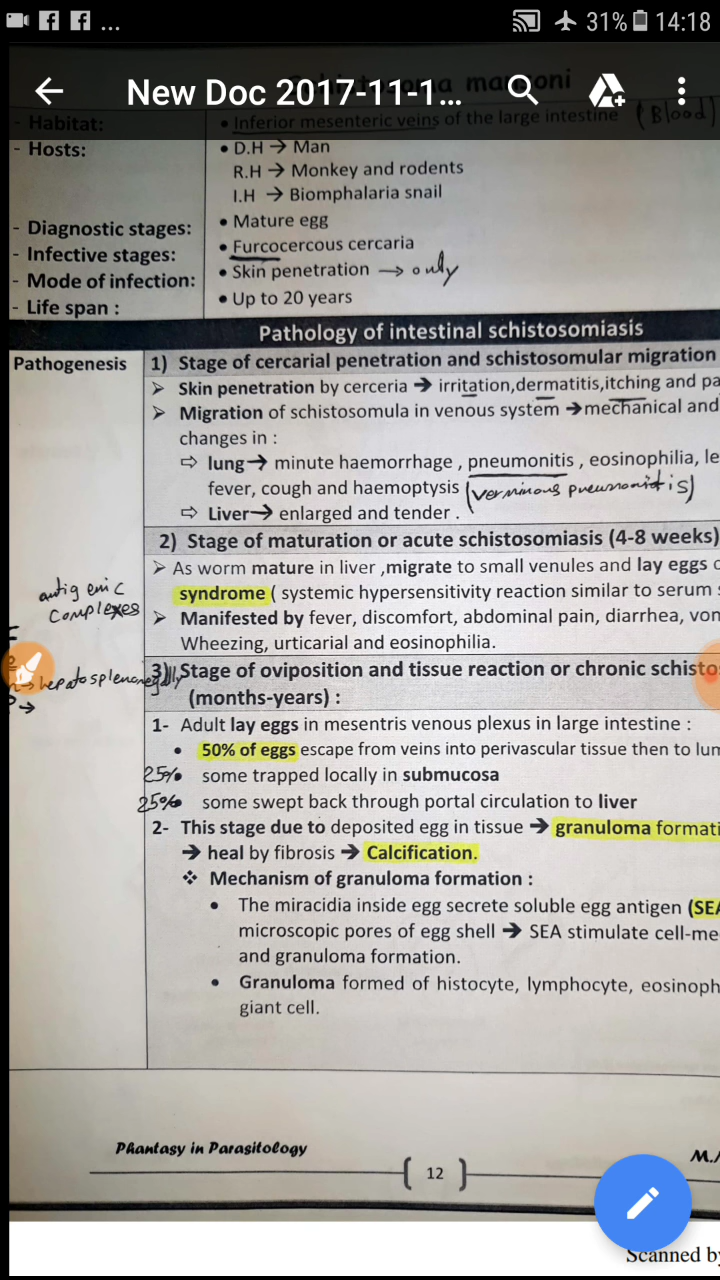 ... 31% 14:18
New Doc 2017-11-1...
mansoni
- Habitat: • Inferior mesenteric veins of the large intestine (Blood)
- Hosts: • D.H → Man
R.H → Monkey and rodents
I.H → Biomphalaria snail
- Diagnostic stages: • Mature egg
- Infective stages: • Furcocercous cercaria
- Mode of infection: • Skin penetration → only
- Life span : • Up to 20 years
Pathology of intestinal schistosomiasis
Pathogenesis 1) Stage of cercarial penetration and schistosomular migration
➢ Skin penetration by cerceria ➔ irritation,dermatitis,itching and pa
➢ Migration of schistosomula in venous system ➔mechanical and
changes in :
⇨ lung→ minute haemorrhage , pneumonitis , eosinophilia, le
fever, cough and haemoptysis (verminous pneumonitis)
⇨ Liver→ enlarged and tender .
2) Stage of maturation or acute schistosomiasis (4-8 weeks)
➢ As worm mature in liver ,migrate to small venules and lay eggs
antigenic complexes
syndrome ( systemic hypersensitivity reaction similar to serum
➢ Manifested by fever, discomfort, abdominal pain, diarrhea, vom
Wheezing, urticarial and eosinophilia.
→ hepatosplenomegally
3) Stage of oviposition and tissue reaction or chronic schisto
(months-years) :
1- Adult lay eggs in mesentris venous plexus in large intestine :
• 50% of eggs escape from veins into perivascular tissue then to lum
25% some trapped locally in submucosa
25% some swept back through portal circulation to liver
2- This stage due to deposited egg in tissue ➔ granuloma formati
➔ heal by fibrosis ➔ Calcification.
❖ Mechanism of granuloma formation :
• The miracidia inside egg secrete soluble egg antigen (SEA
microscopic pores of egg shell ➔ SEA stimulate cell-me
and granuloma formation.
• Granuloma formed of histocyte, lymphocyte, eosinoph
giant cell.
Phantasy in Parasitology
12
M.A
Scanned by